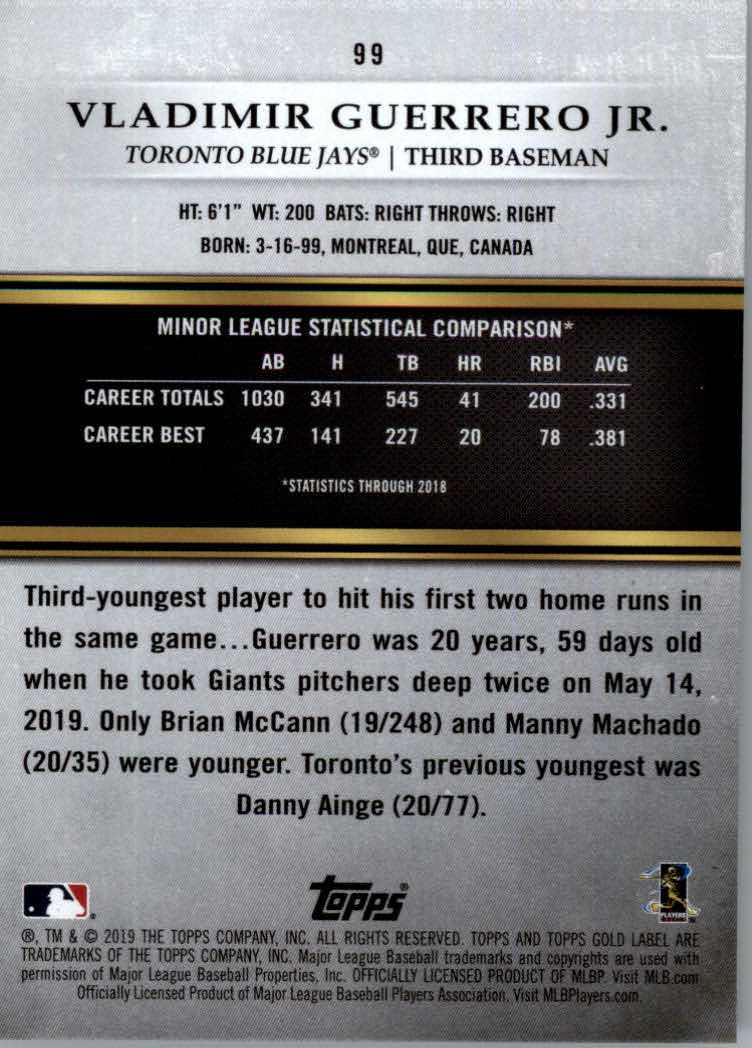 99
VLADIMIR GUERRERO JR.
TORONTO BLUE JAYS® | THIRD BASEMAN
HT: 6'1" WT: 200 BATS: RIGHT THROWS: RIGHT
BORN: 3-16-99, MONTREAL, QUE, CANADA
MINOR LEAGUE STATISTICAL COMPARISON*
AB H TB HR RBI AVG
CAREER TOTALS 1030 341 545 41 200 .331
CAREER BEST 437 141 227 20 78 .381
*STATISTICS THROUGH 2018
Third-youngest player to hit his first two home runs in
the same game...Guerrero was 20 years, 59 days old
when he took Giants pitchers deep twice on May 14,
2019. Only Brian McCann (19/248) and Manny Machado
(20/35) were younger. Toronto's previous youngest was
Danny Ainge (20/77).
topps®
PLAYERS
®, TM & © 2019 THE TOPPS COMPANY, INC. ALL RIGHTS RESERVED. TOPPS AND TOPPS GOLD LABEL ARE
TRADEMARKS OF THE TOPPS COMPANY, INC. Major League Baseball trademarks and copyrights are used with
permission of Major League Baseball Properties, Inc. OFFICIALLY LICENSED PRODUCT OF MLBP. Visit MLB.com
Officially Licensed Product of Major League Baseball Players Association. Visit MLBPlayers.com.